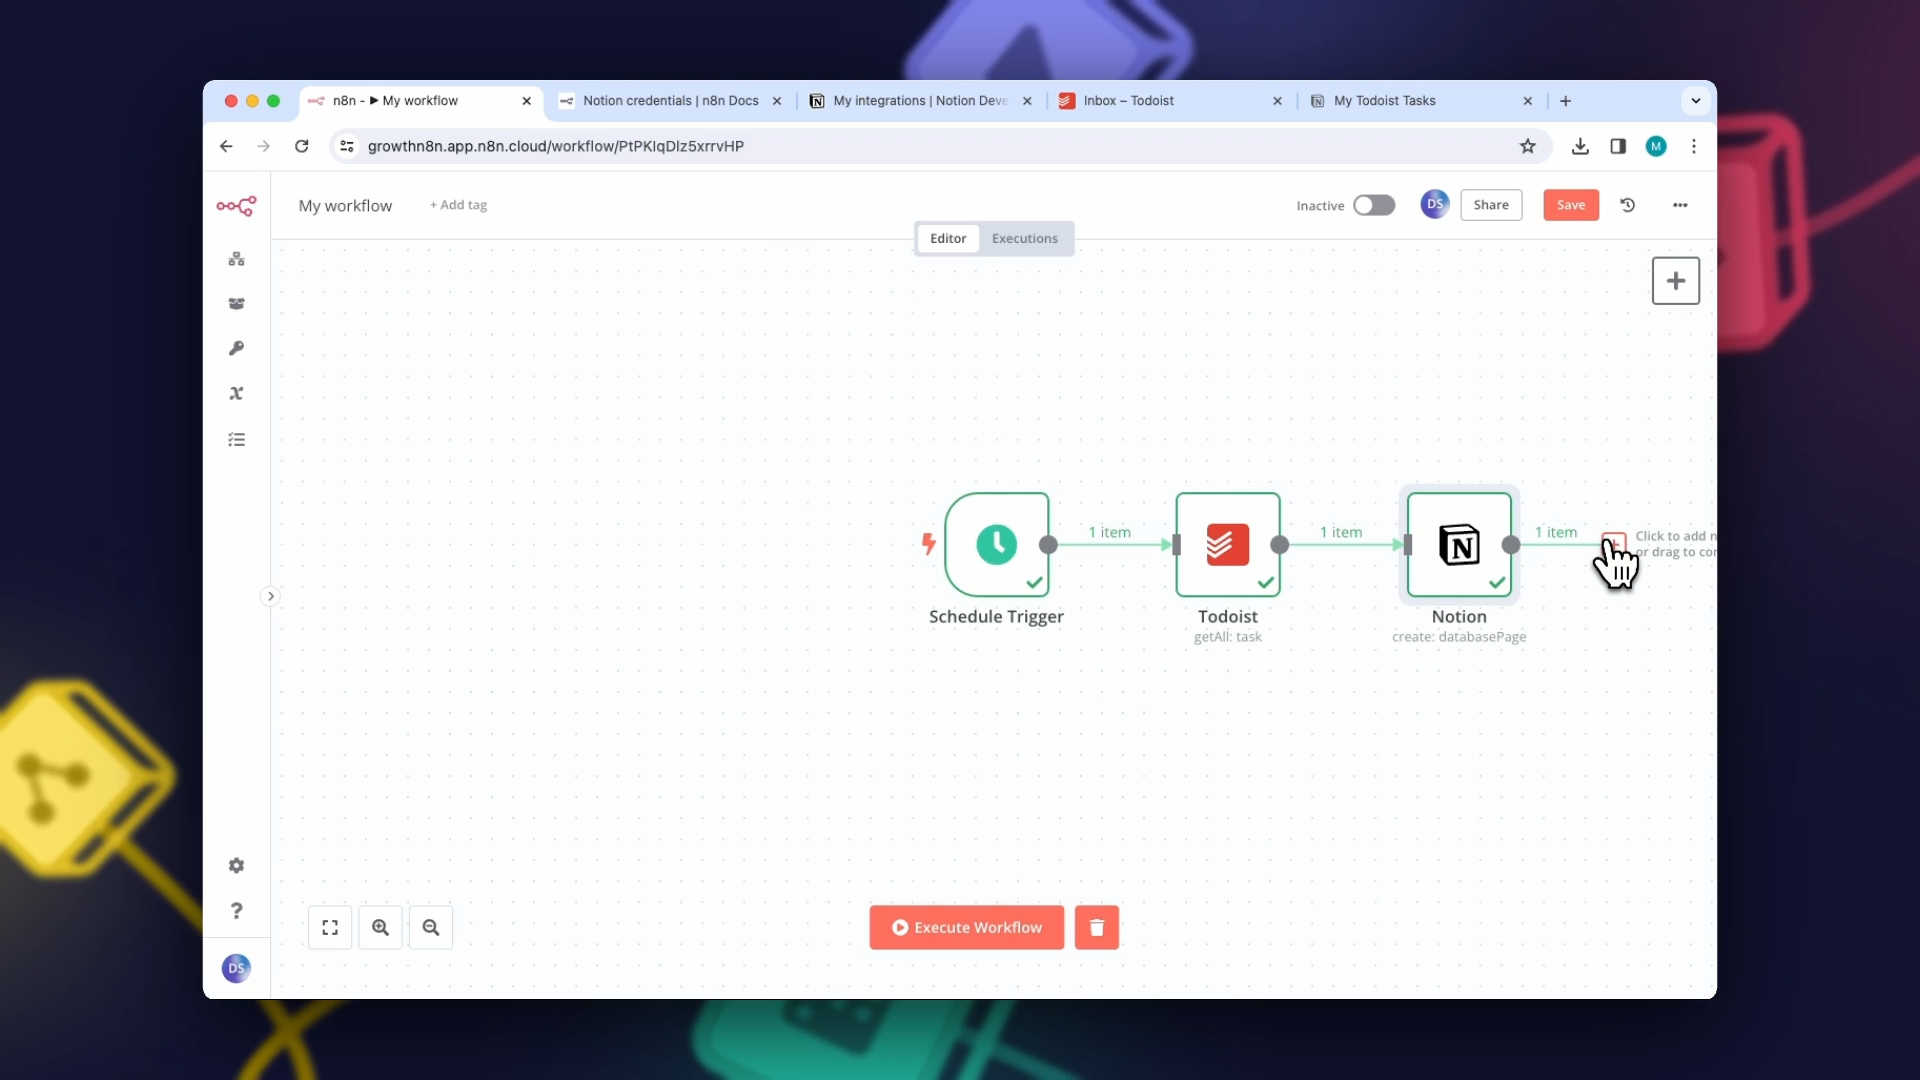 n8n - ▶ My workflow
Notion credentials | n8n Docs
My integrations | Notion Deve
Inbox – Todoist
My Todoist Tasks
growthn8n.app.n8n.cloud/workflow/PtPKlqDlz5xrrvHP
M
My workflow
+ Add tag
Inactive
DS
Share
Save
Editor
Executions
1 item
1 item
1 item
Click to add n
or drag to con
Schedule Trigger
Todoist
getAll: task
Notion
create: databasePage
Execute Workflow
DS